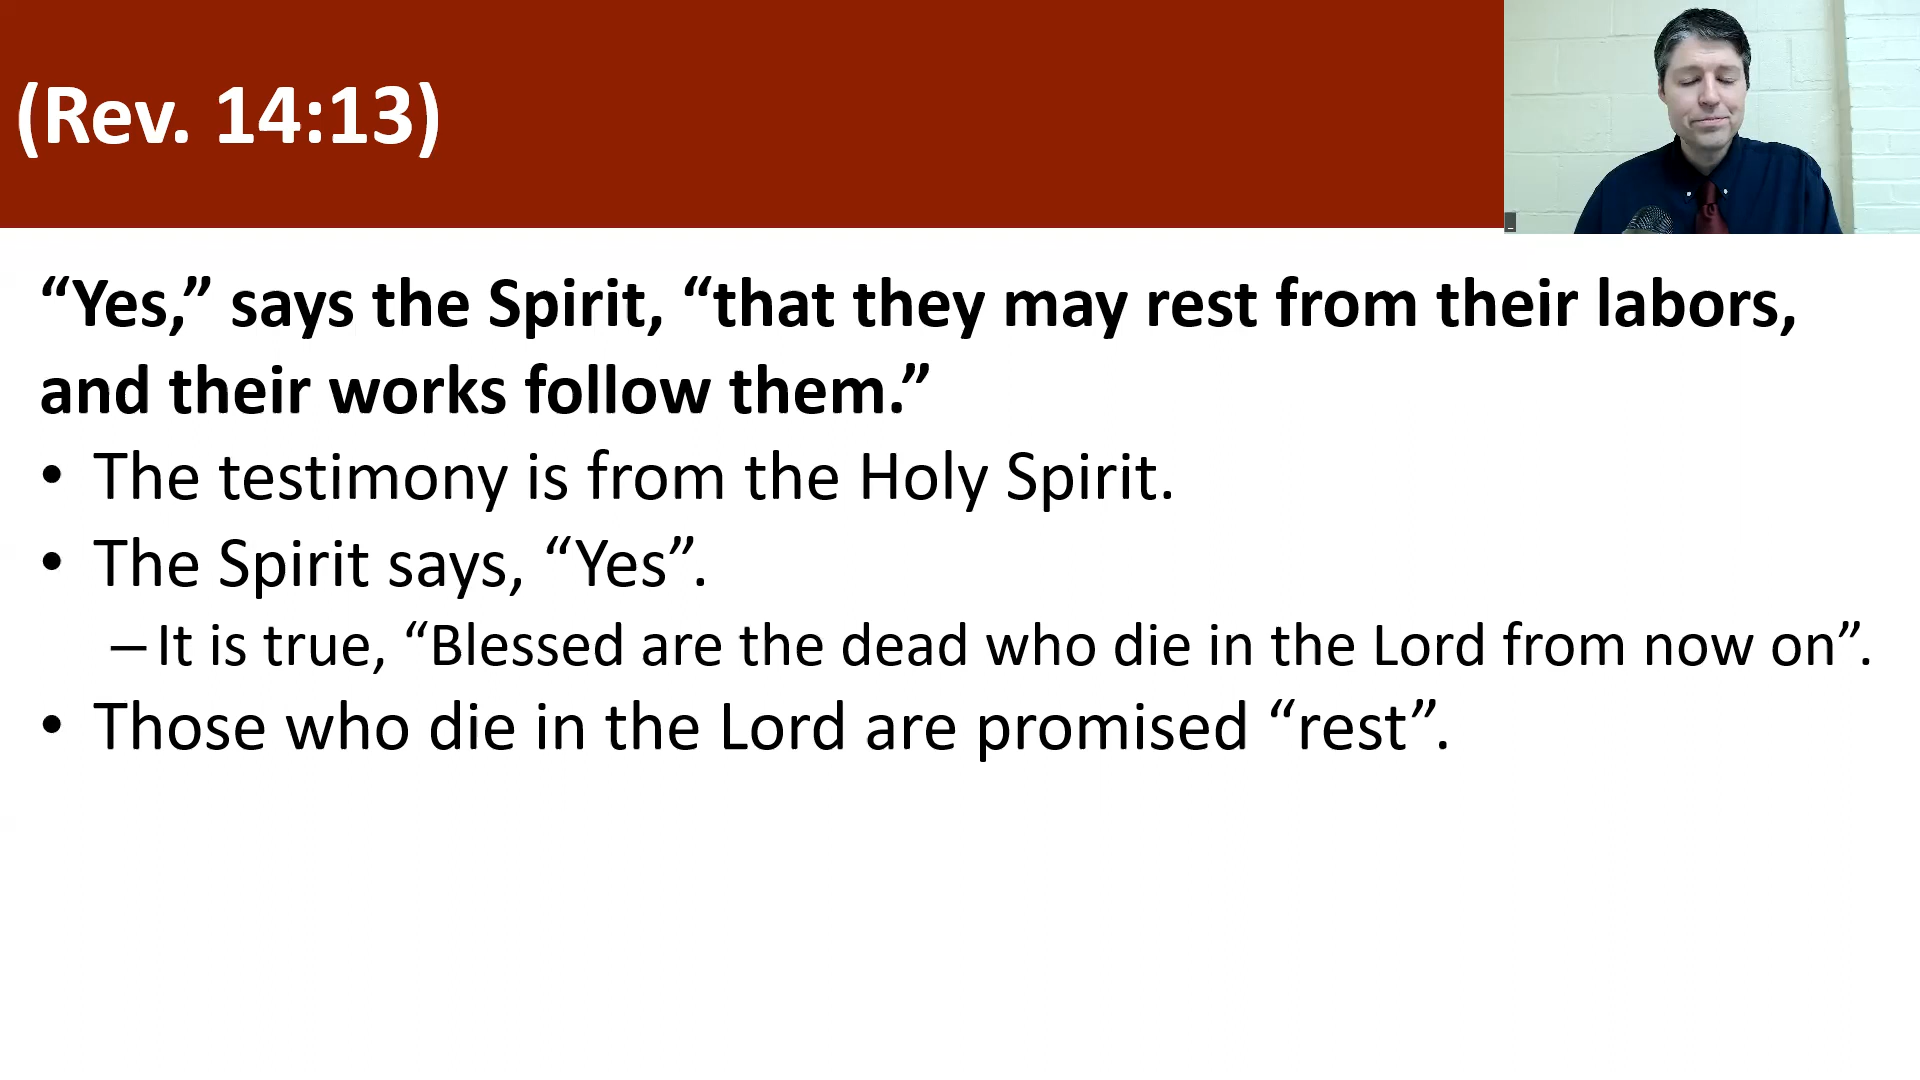 (Rev. 14:13)
“Yes,” says the Spirit, “that they may rest from their labors,
and their works follow them.”
• The testimony is from the Holy Spirit.
• The Spirit says, “Yes”.
– It is true, “Blessed are the dead who die in the Lord from now on”.
• Those who die in the Lord are promised “rest”.